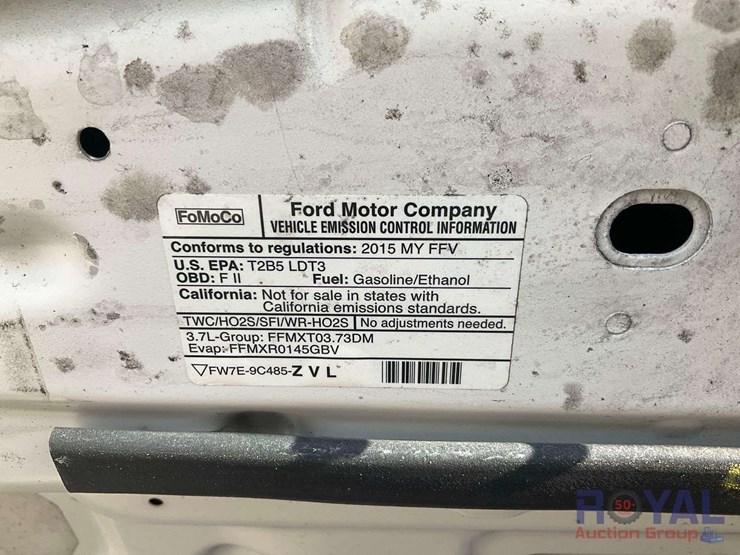 FoMoCo
Ford Motor Company
VEHICLE EMISSION CONTROL INFORMATION
Conforms to regulations: 2015 MY FFV
U.S. EPA: T2B5 LDT3
OBD: F II Fuel: Gasoline/Ethanol
California: Not for sale in states with
California emissions standards.
TWC/HO2S/SFI/WR-HO2S No adjustments needed.
3.7L-Group: FFMXT03.73DM
Evap: FFMXR0145GBV
▽FW7E-9C485-Z V L
50
ROYAL
Auction Group